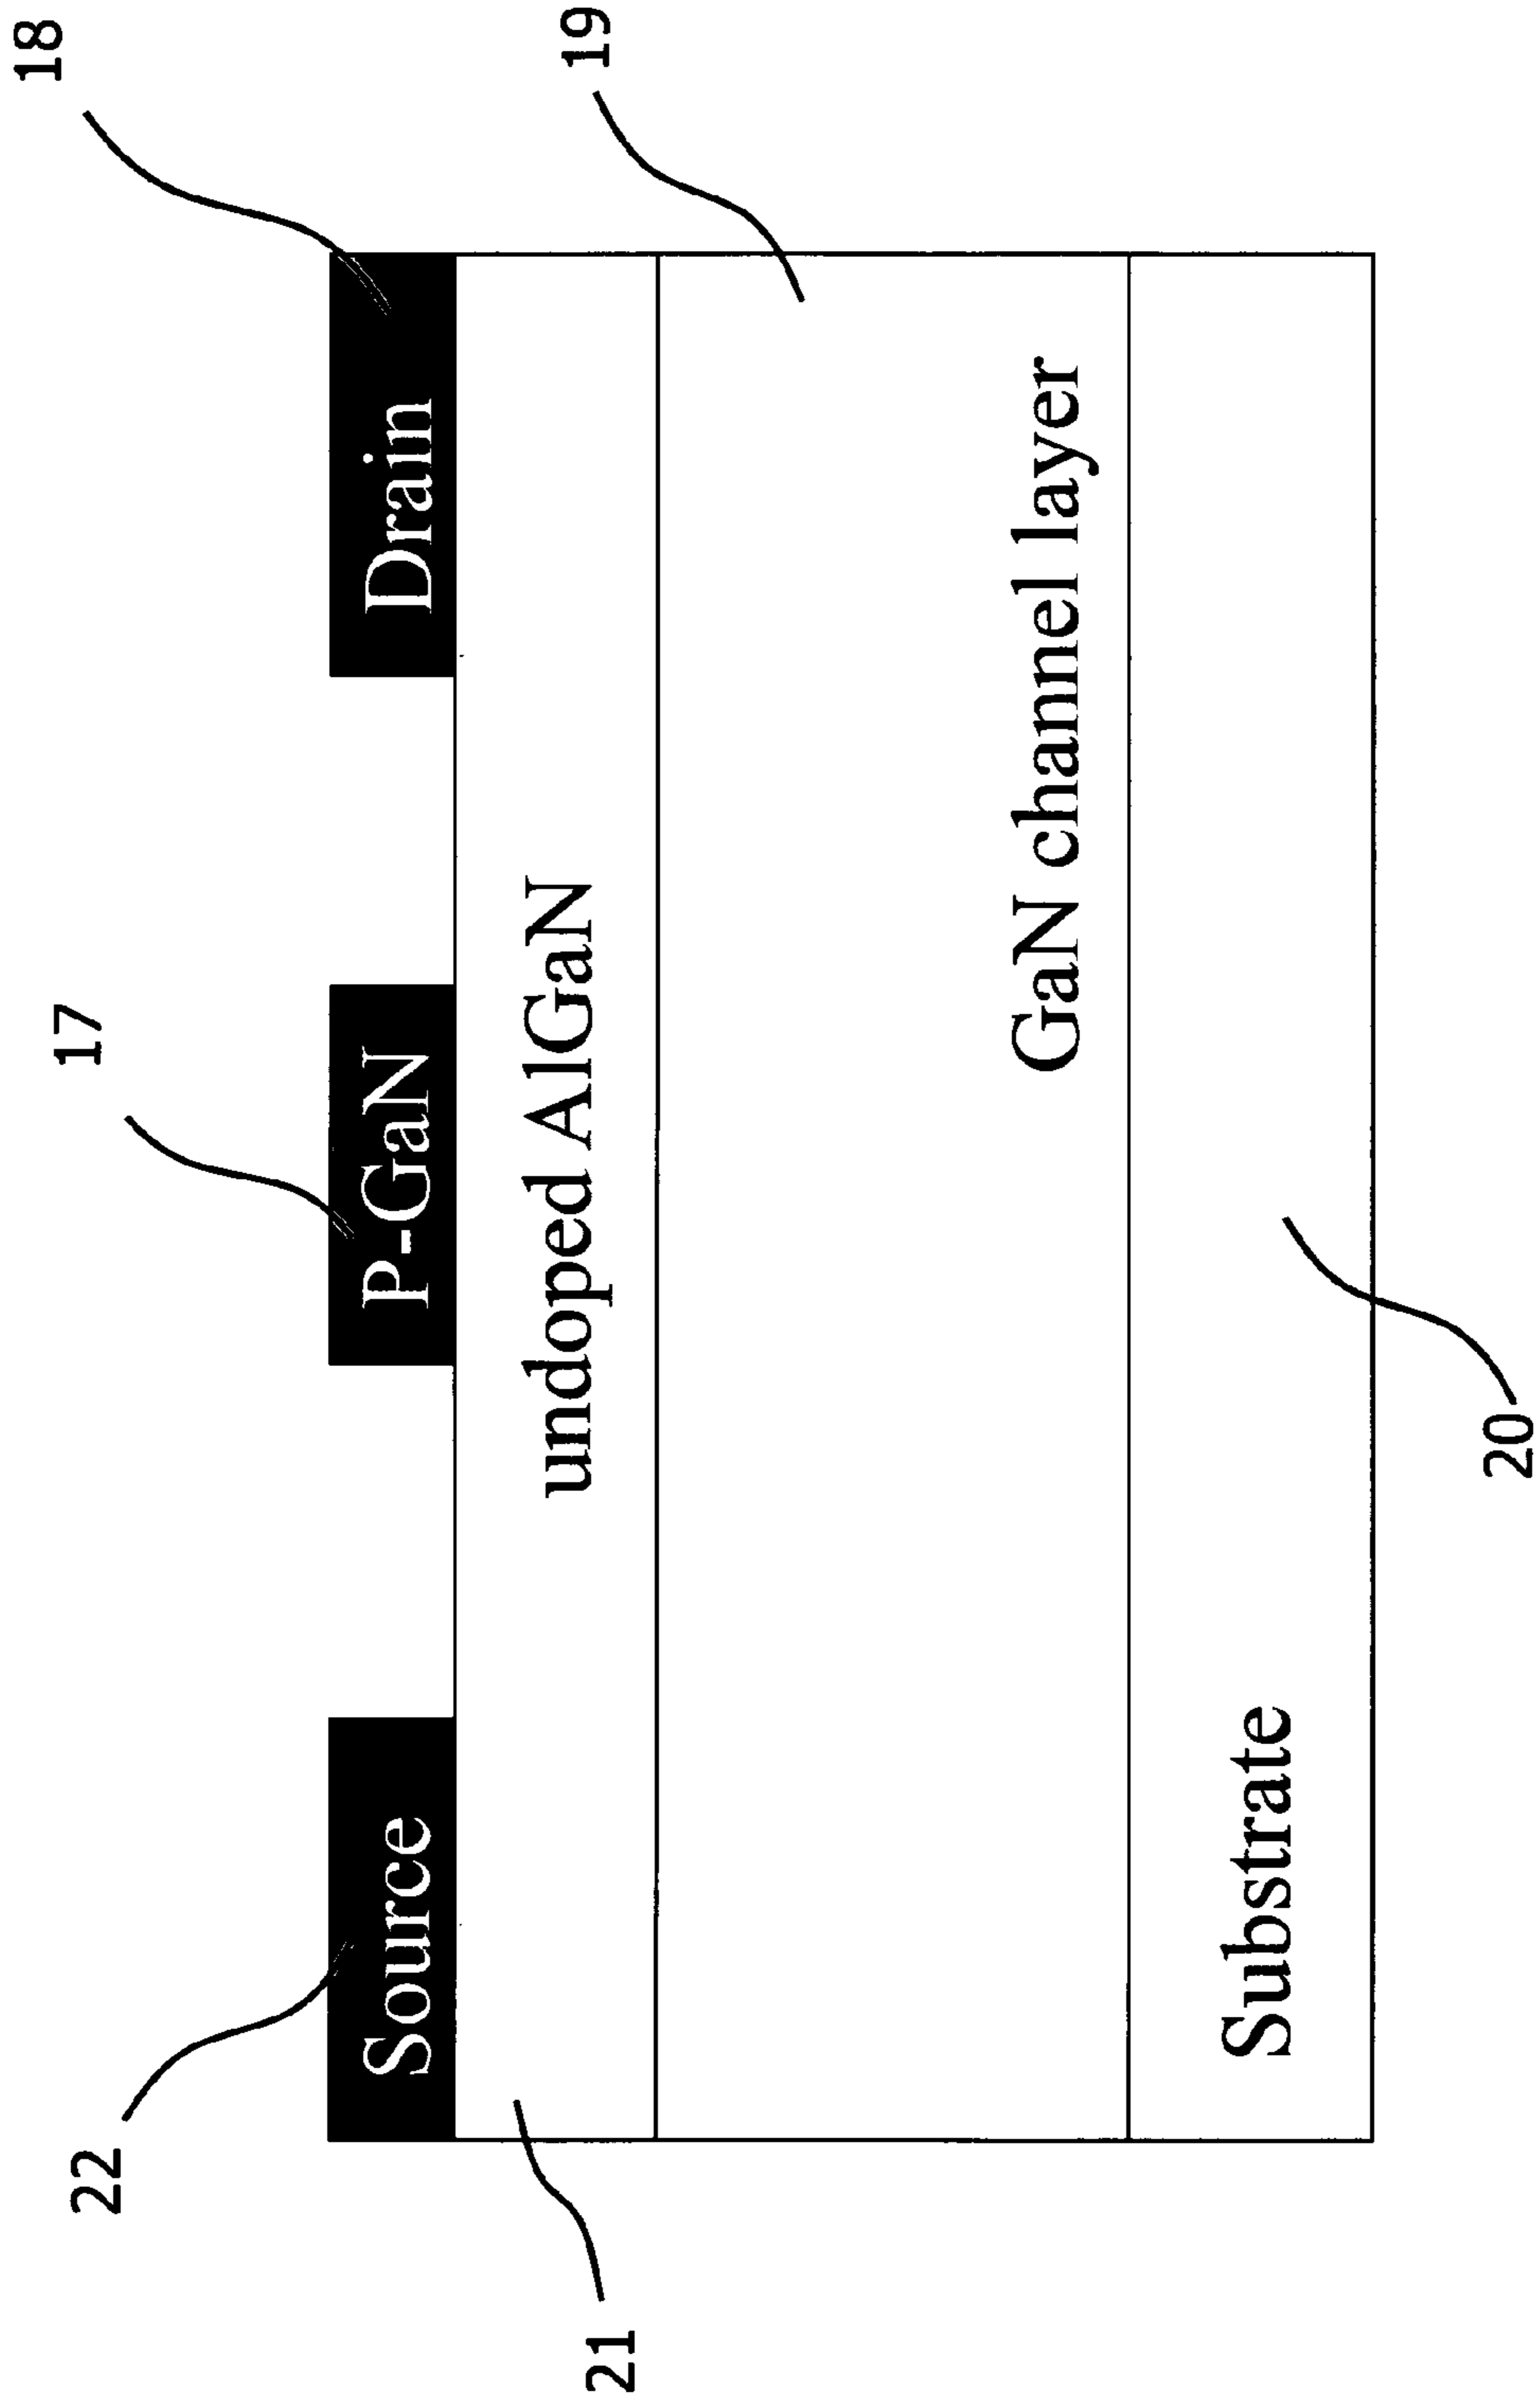 18
17
22
19
21
Source
P-GaN
Drain
undoped AlGaN
GaN channel layer
Substrate
20